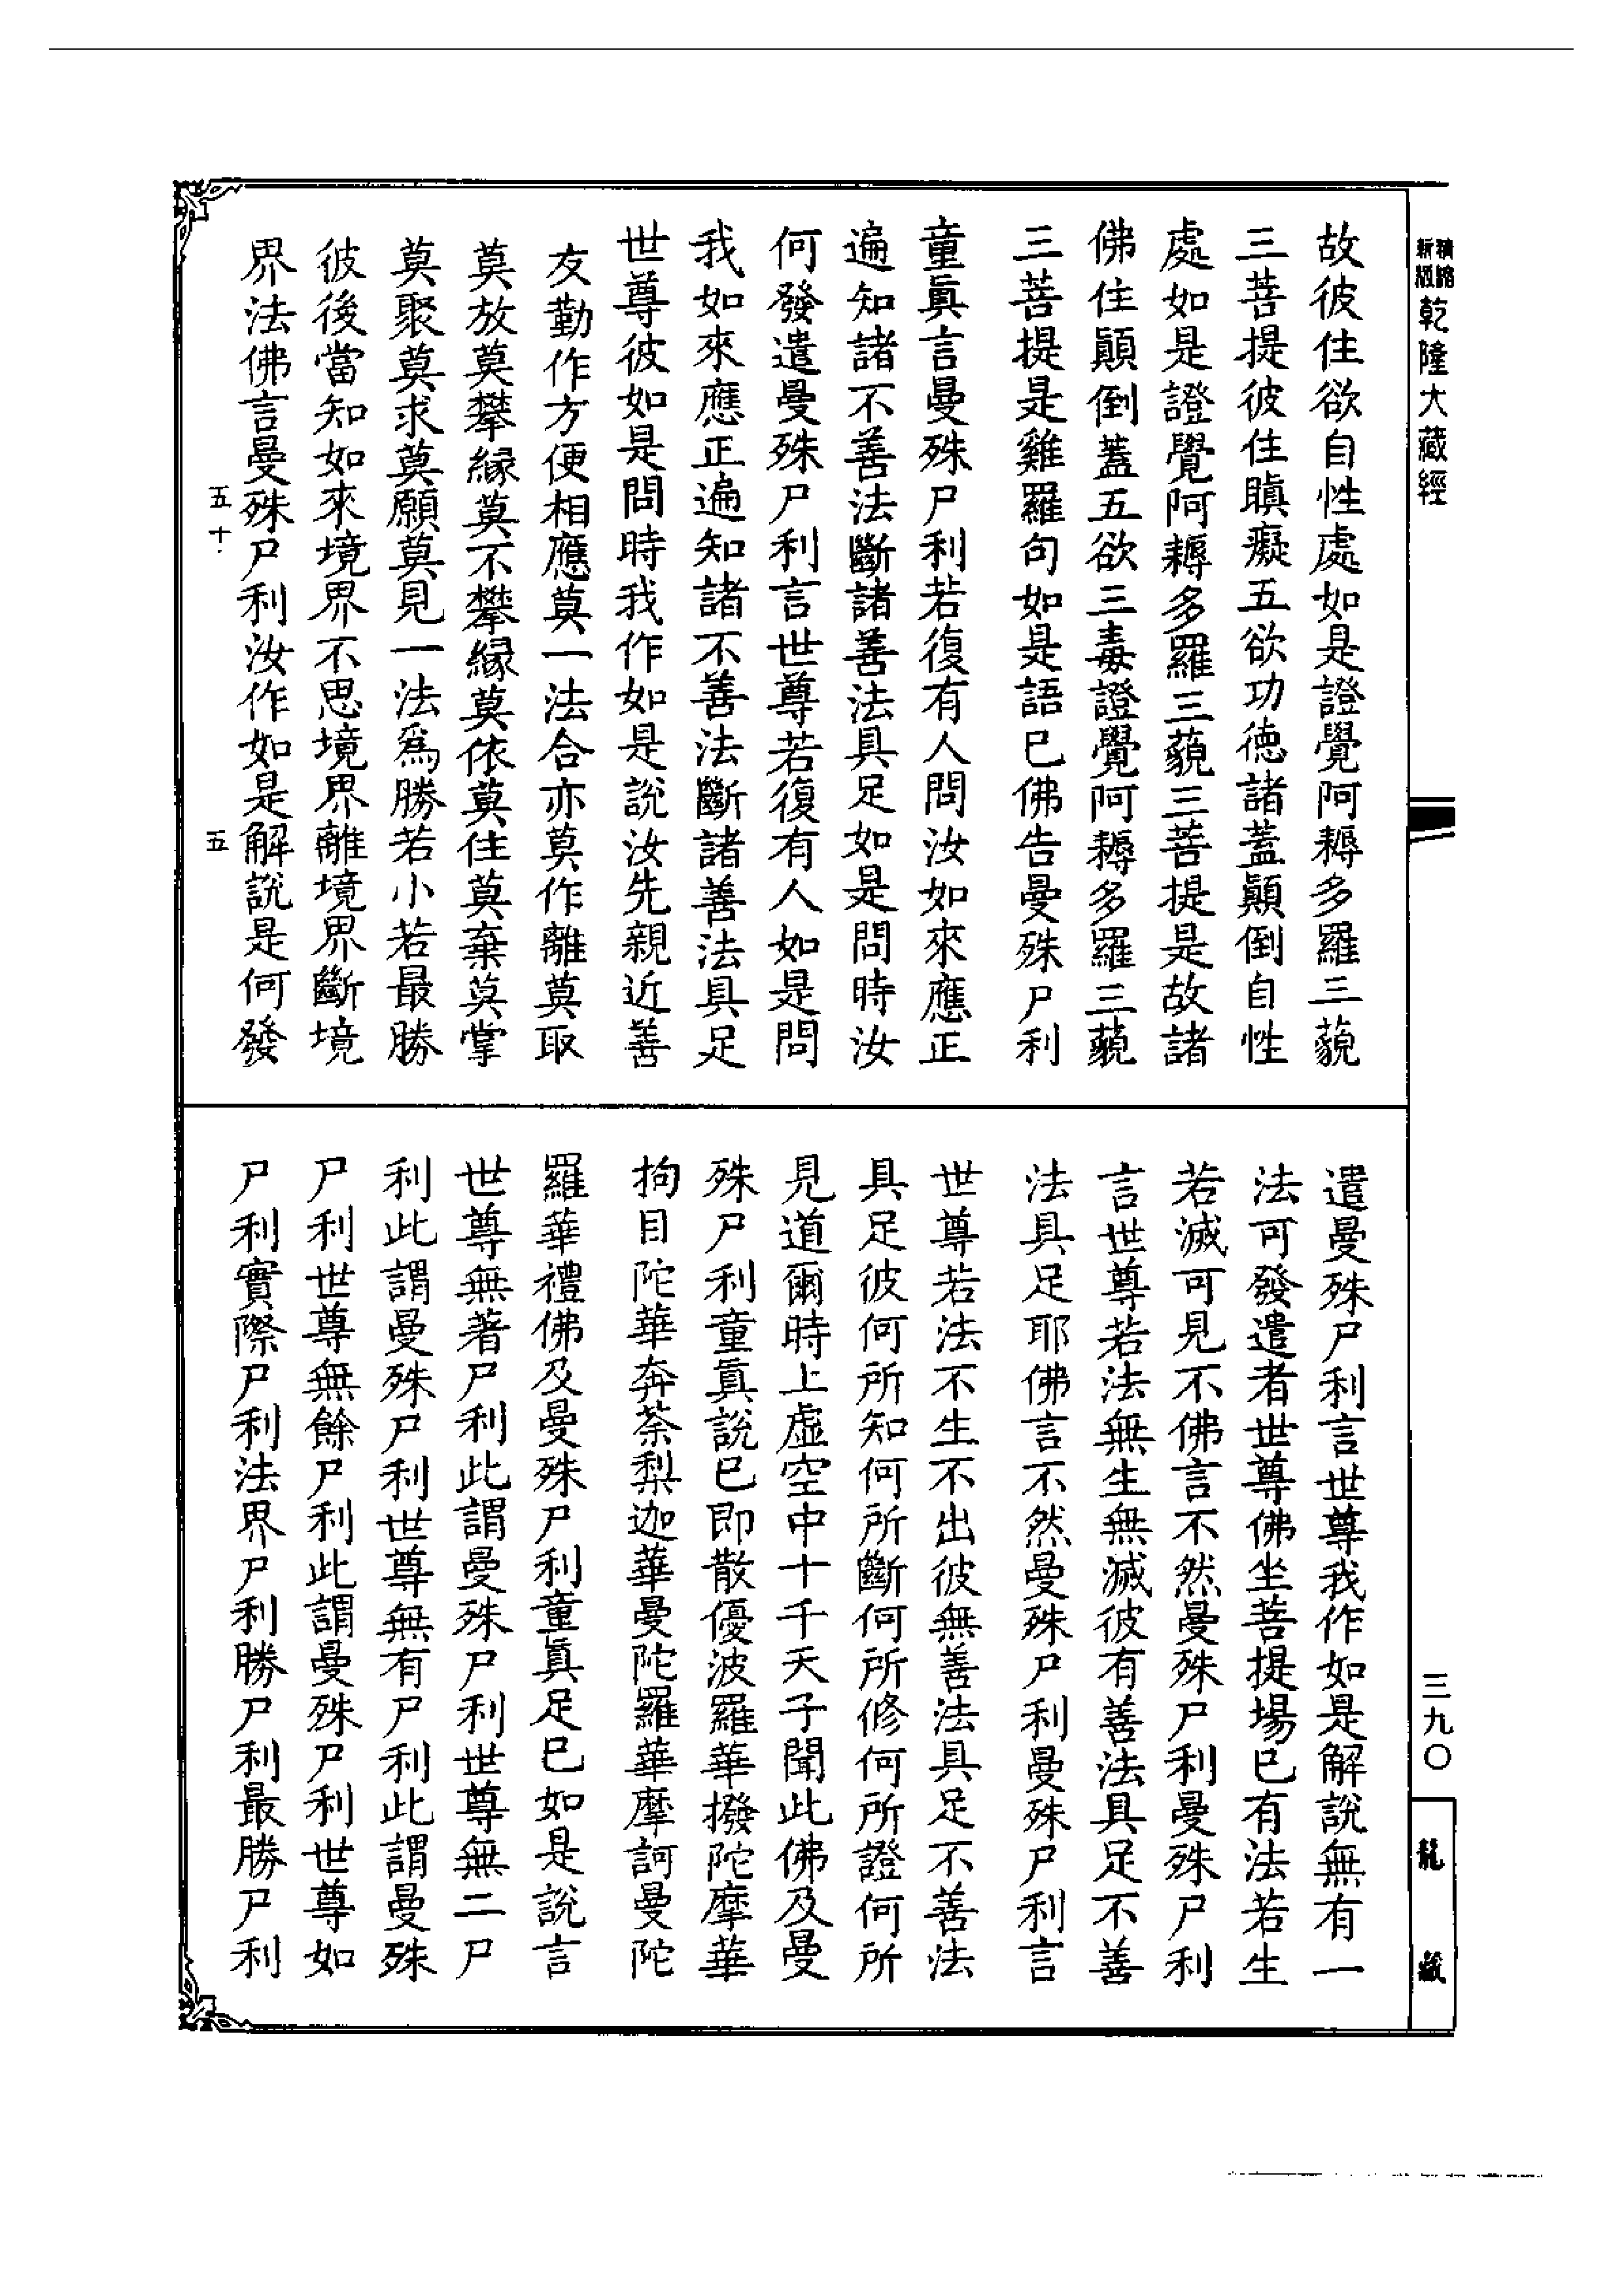 乾隆大藏經
故彼住欲自性處如是證覺阿耨多羅三藐
三菩提彼住瞋癡五欲功德諸蓋顛倒自性
處如是證覺阿耨多羅三藐三菩提是故諸
佛住顚倒蓋五欲三毒證覺阿耨多羅三藐
三菩提是雞羅句如是語已佛告曼殊尸利
童眞言曼殊尸利若復有人問汝如來應正
遍知諸不善法斷諸善法具足如是問時汝
何發遣曼殊尸利言世尊若復有人如是問
我如來應正遍知諸不善法斷諸善法具足
世尊彼如是問時我作如是說汝先親近善
友勤作方便相應莫一法合亦莫作離莫取
莫放莫攀緣莫不攀緣莫依莫住莫棄莫掌
莫聚莫求莫願莫見一法爲勝若小若最勝
彼後當知如來境界不思境界離境界斷境
界法佛言曼殊尸利汝作如是解說是何發
五十
五
遣曼殊尸利言世尊我作如是解說無有一
法可發遣者世尊佛坐菩提場已有法若生
若滅可見不佛言不然曼殊尸利曼殊尸利
言世尊若法無生無滅彼有善法具足不善
法具足耶佛言不然曼殊尸利曼殊尸利言
世尊若法不生不出彼無善法具足不善法
具足彼何所知何所斷何所修何所證何所
見道爾時上虛空中十千天子聞此佛及曼
殊尸利童眞說已即散優波羅華撥陀摩華
拘目陀華奔荼梨迦華曼陀羅華摩訶曼陀
羅華禮佛及曼殊尸利童眞足已如是說言
世尊無著尸利此謂曼殊尸利世尊無二尸
利此謂曼殊尸利世尊無有尸利此謂曼殊
尸利世尊無餘尸利此謂曼殊尸利世尊如
尸利實際尸利法界尸利勝尸利最勝尸利
三九〇
龍藏